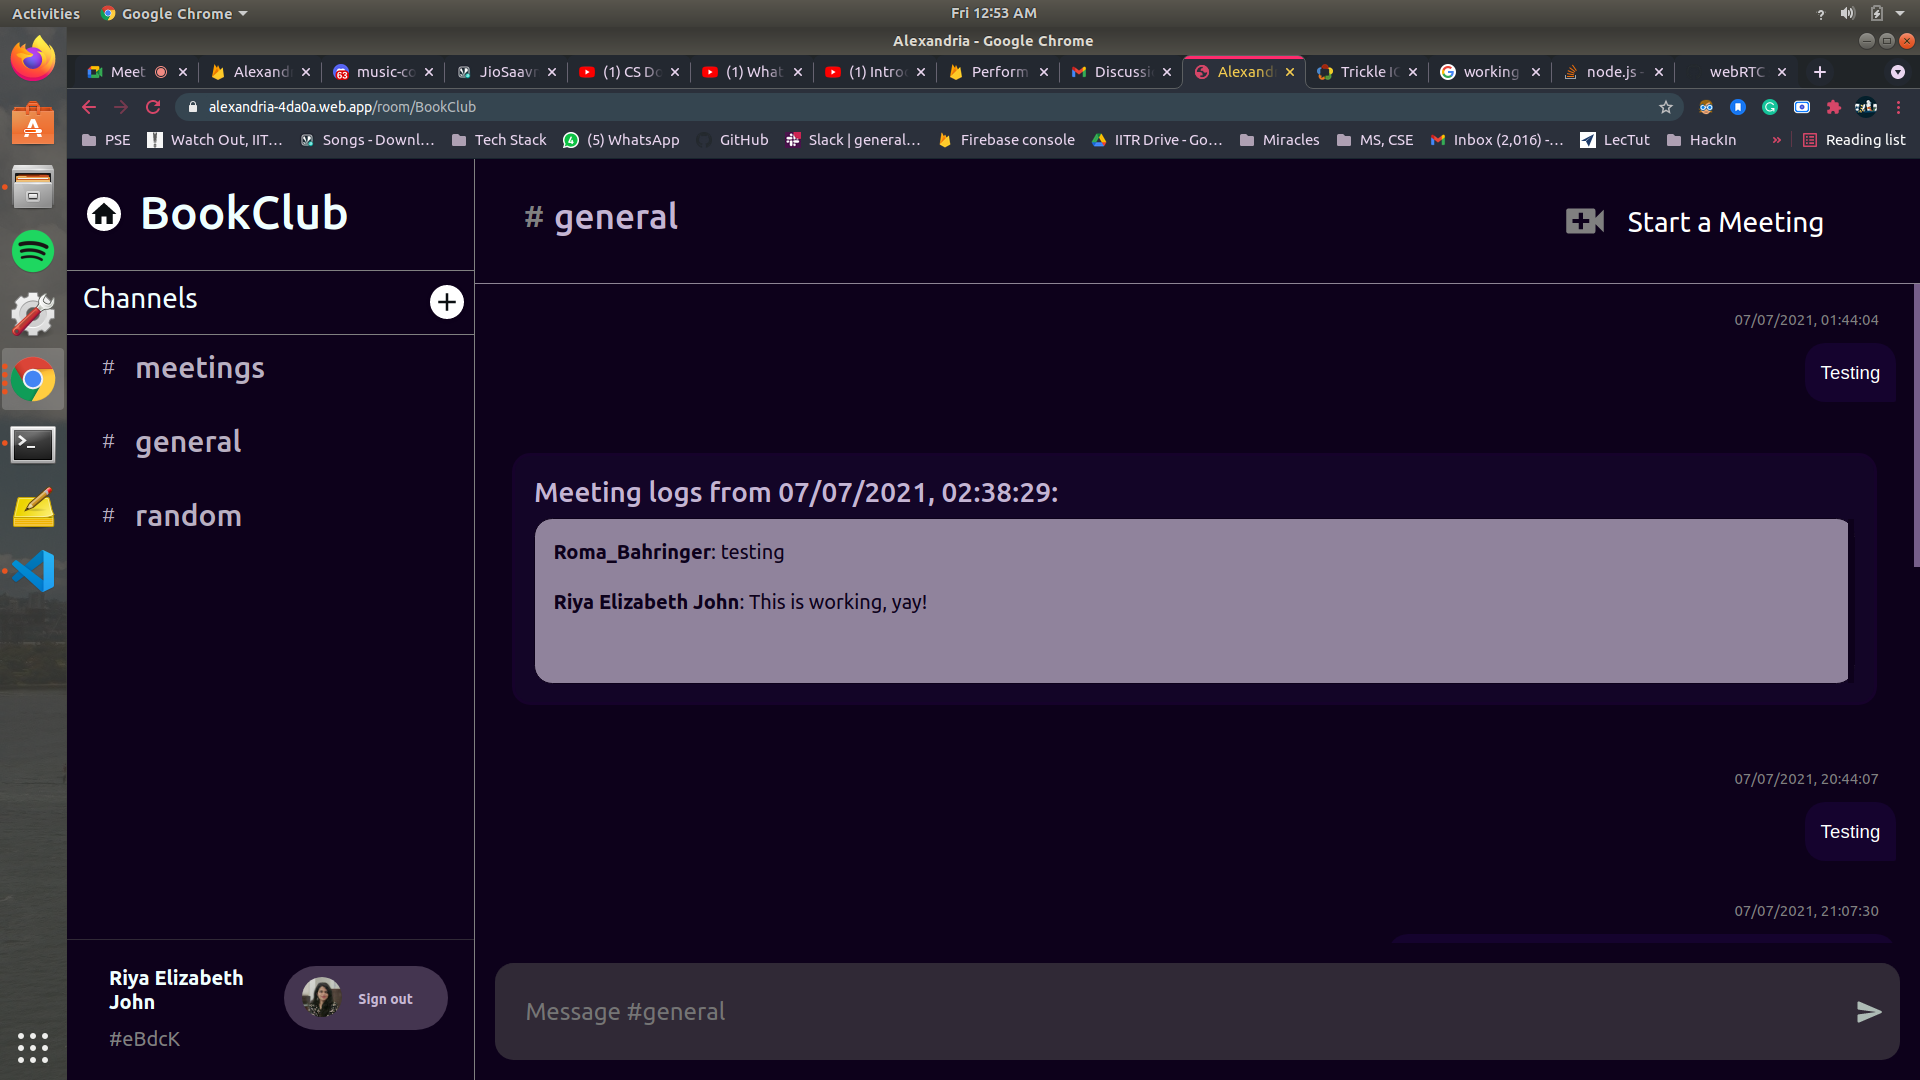 Activities
Google Chrome
Fri 12:53 AM
?
Alexandria - Google Chrome
Meet
Alexand
music-co
JioSaavn
(1) CS Do
(1) What
(1) Intro
Perform
Discussi
Alexand
Trickle IC
working
node.js -
webRTC
alexandria-4da0a.web.app/room/BookClub
PSE
Watch Out, IIT...
Songs - Downl...
Tech Stack
(5) WhatsApp
GitHub
Slack | general...
Firebase console
IITR Drive - Go...
Miracles
MS, CSE
Inbox (2,016) -...
LecTut
HackIn
»
Reading list
BookClub
# general
Start a Meeting
Channels
# meetings
# general
# random
07/07/2021, 01:44:04
Testing
Meeting logs from 07/07/2021, 02:38:29:
Roma_Bahringer: testing
Riya Elizabeth John: This is working, yay!
07/07/2021, 20:44:07
Testing
07/07/2021, 21:07:30
Riya Elizabeth
John
#eBdcK
Sign out
Message #general